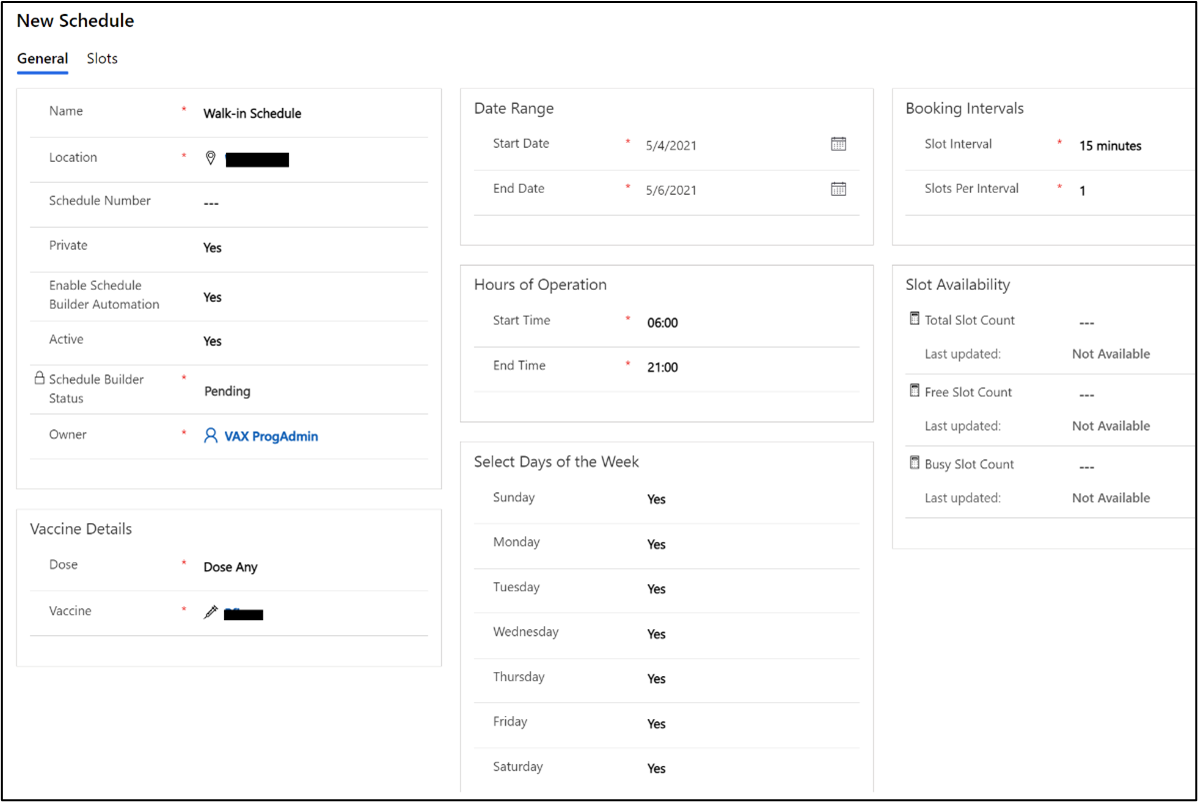 New Schedule
General Slots
Name * Walk-in Schedule
Location *
Schedule Number ---
Private Yes
Enable Schedule
Builder Automation Yes
Active Yes
Schedule Builder
Status * Pending
Owner * VAX ProgAdmin
Vaccine Details
Dose * Dose Any
Vaccine *
Date Range
Start Date * 5/4/2021
End Date * 5/6/2021
Hours of Operation
Start Time * 06:00
End Time * 21:00
Select Days of the Week
Sunday Yes
Monday Yes
Tuesday Yes
Wednesday Yes
Thursday Yes
Friday Yes
Saturday Yes
Booking Intervals
Slot Interval * 15 minutes
Slots Per Interval * 1
Slot Availability
Total Slot Count ---
Last updated: Not Available
Free Slot Count ---
Last updated: Not Available
Busy Slot Count ---
Last updated: Not Available